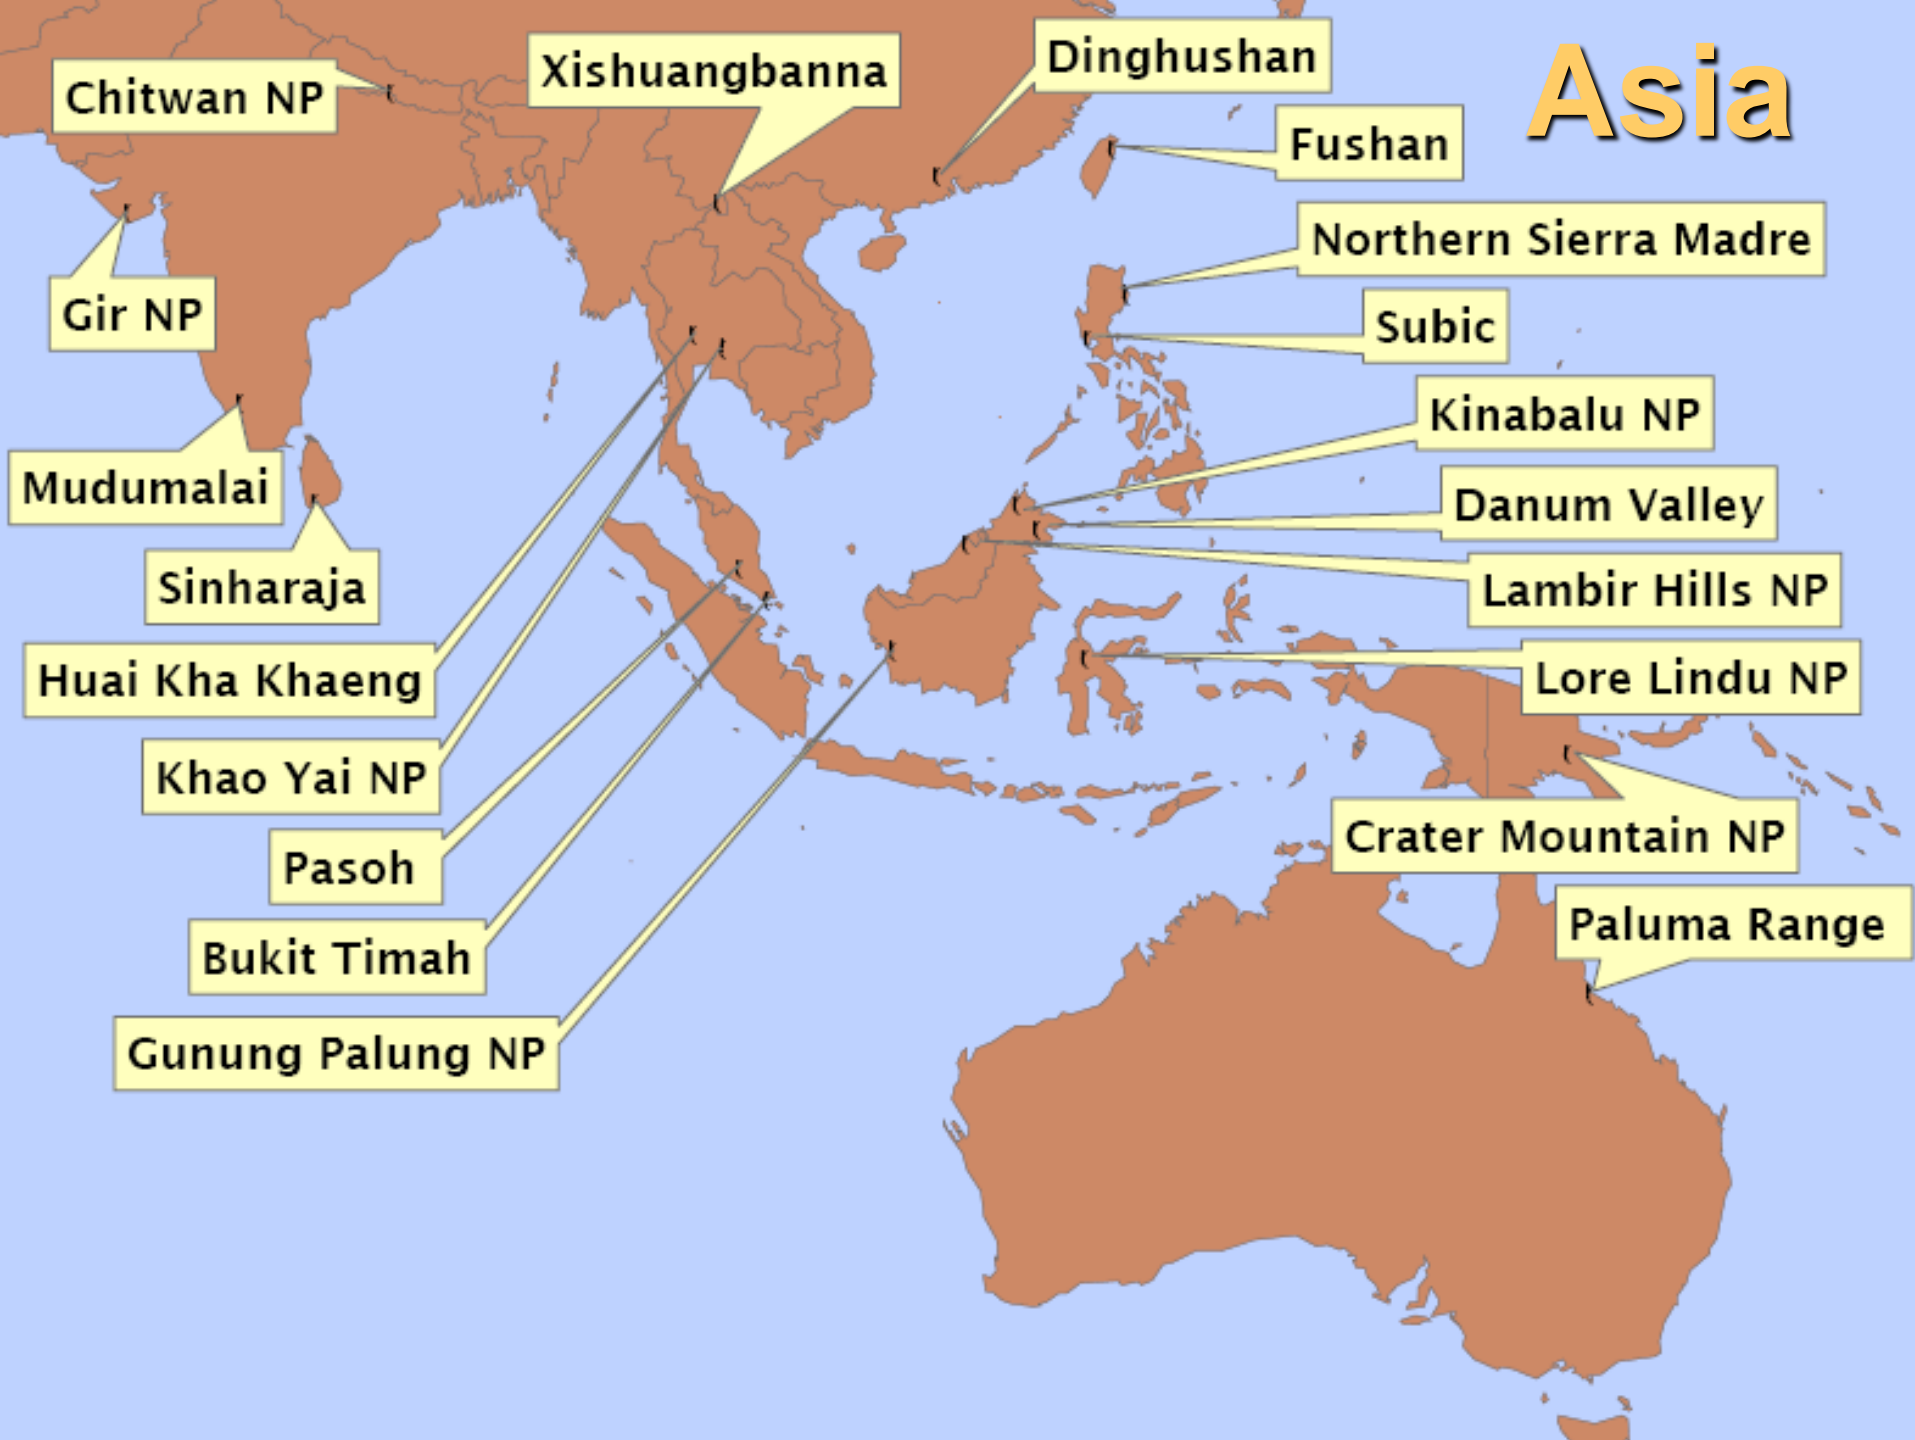 Asia
Chitwan NP
Xishuangbanna
Dinghushan
Fushan
Northern Sierra Madre
Gir NP
Subic
Kinabalu NP
Mudumalai
Danum Valley
Sinharaja
Lambir Hills NP
Huai Kha Khaeng
Lore Lindu NP
Khao Yai NP
Crater Mountain NP
Pasoh
Paluma Range
Bukit Timah
Gunung Palung NP